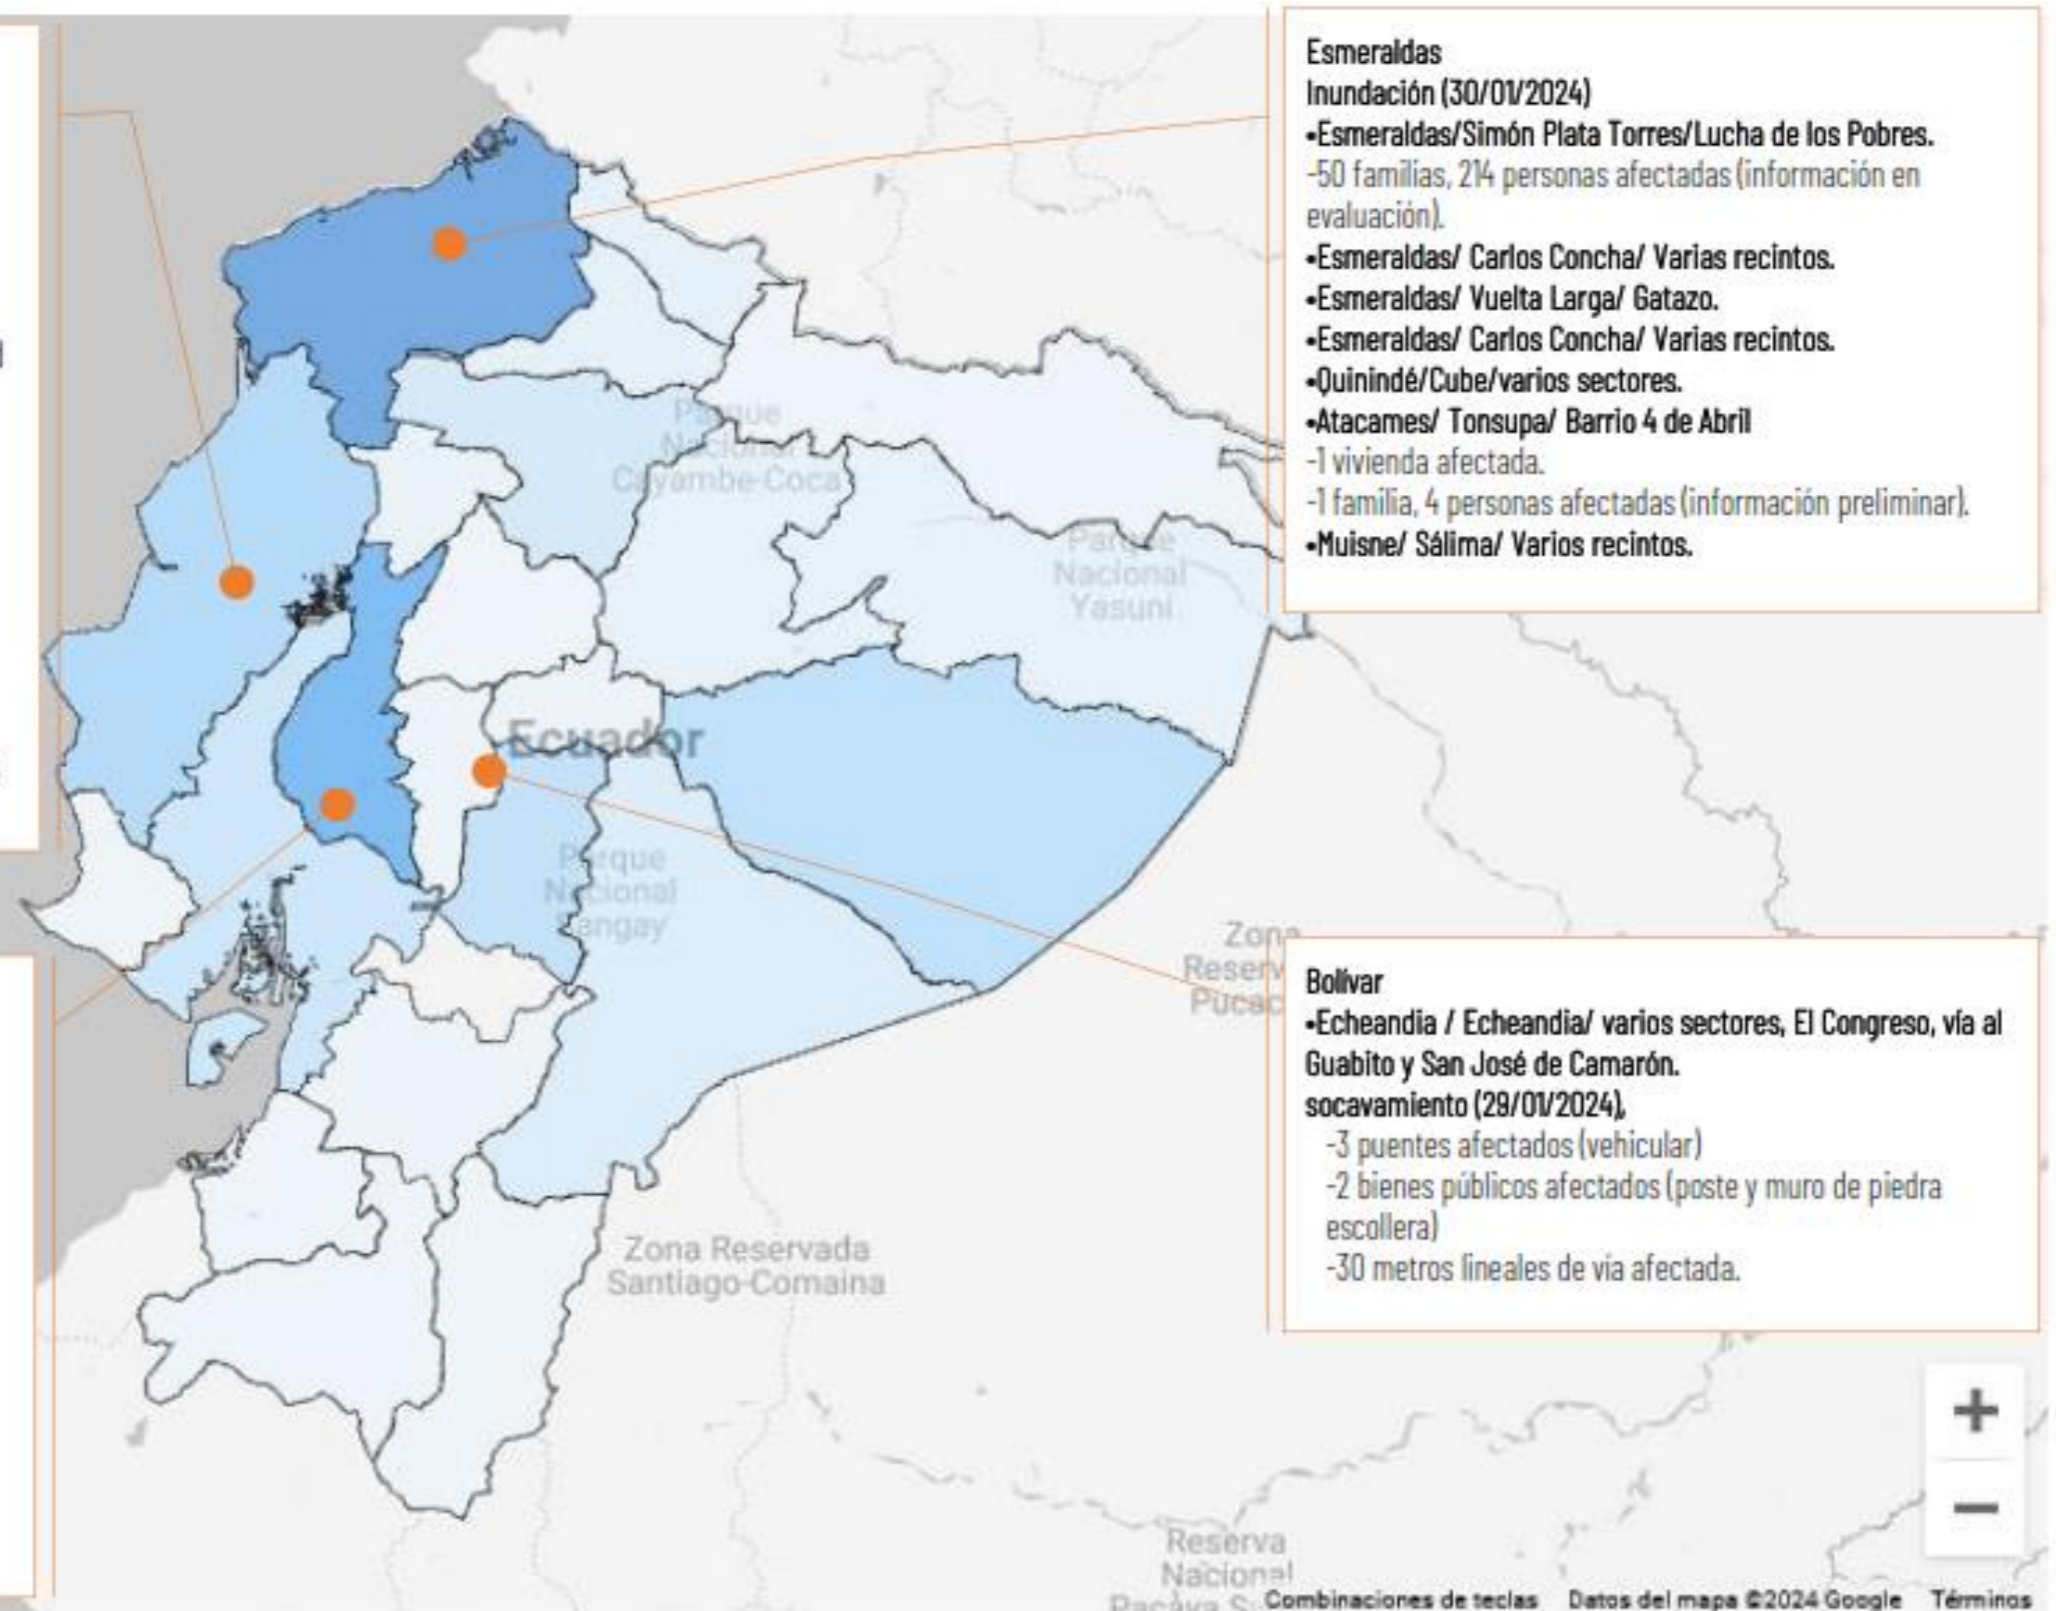 Esmeraldas
Inundación (30/01/2024)
•Esmeraldas/Simón Plata Torres/Lucha de los Pobres.
-50 familias, 214 personas afectadas (información en
evaluación).
•Esmeraldas/ Carlos Concha/ Varias recintos.
•Esmeraldas/ Vuelta Larga/ Gatazo.
•Esmeraldas/ Carlos Concha/ Varias recintos.
•Quinindé/Cube/varios sectores.
•Atacames/ Tonsupa/ Barrio 4 de Abril
-1 vivienda afectada.
-1 familia, 4 personas afectadas (información preliminar).
•Muisne/ Sálima/ Varios recintos.
Parque
Nacional
Cayambe-Coca
Parque
Nacional
Yasuni
Ecuador
Parque
Nacional
Sangay
Zona
Reserv
Pucac
Bolívar
•Echeandia / Echeandia/ varios sectores, El Congreso, vía al
Guabito y San José de Camarón.
socavamiento (29/01/2024),
-3 puentes afectados (vehicular)
-2 bienes públicos afectados (poste y muro de piedra
escollera)
-30 metros lineales de via afectada.
Zona Reservada
Santiago-Comaina
+
−
Reserva
Nacional
Pacaya S
Combinaciones de teclas Datos del mapa ©2024 Google Términos